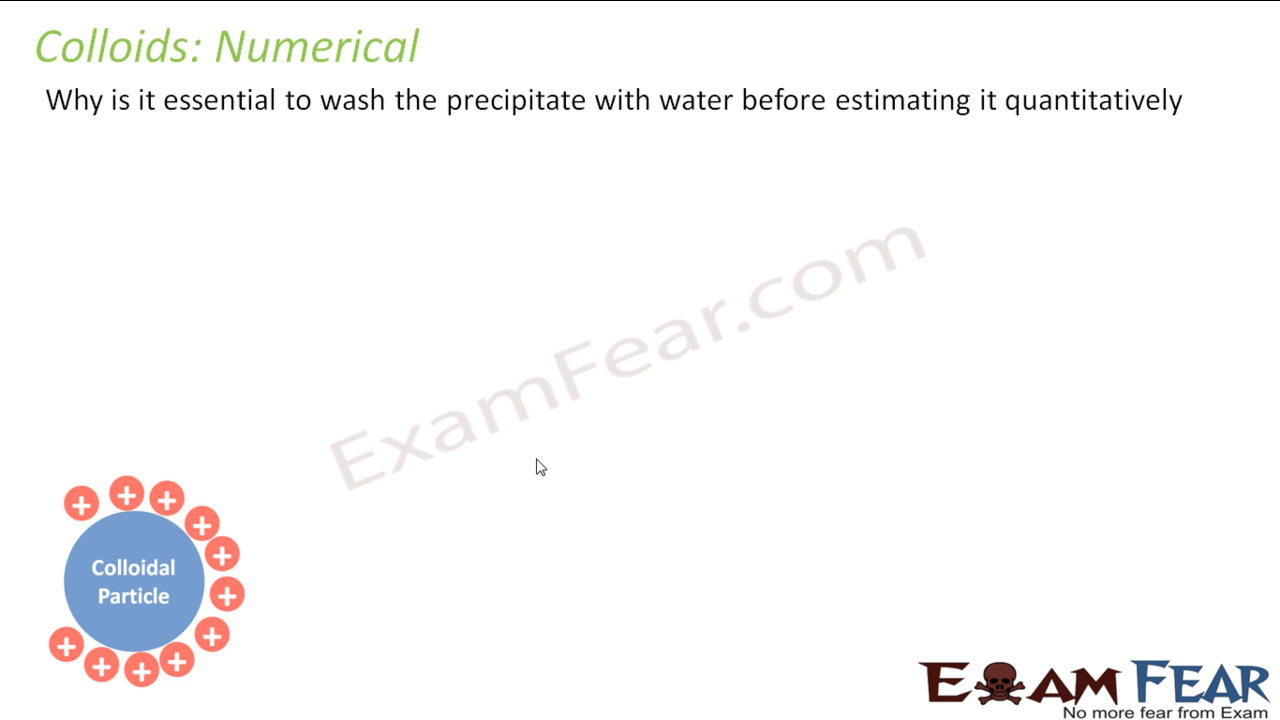 Colloids: Numerical
Why is it essential to wash the precipitate with water before estimating it quantitatively
ExamFear.com
+ + + + + + + + + + + +
Colloidal
Particle
EXAM FEAR
No more fear from Exam